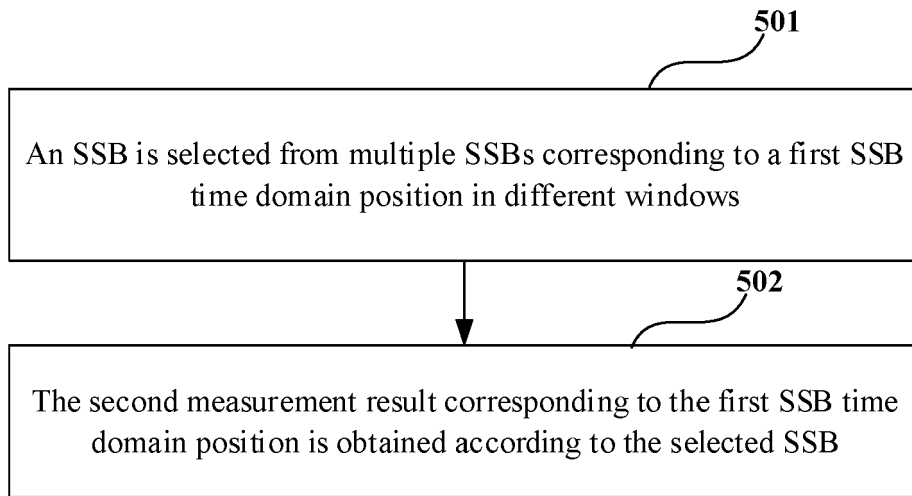 501
An SSB is selected from multiple SSBs corresponding to a first SSB
time domain position in different windows
502
The second measurement result corresponding to the first SSB time
domain position is obtained according to the selected SSB